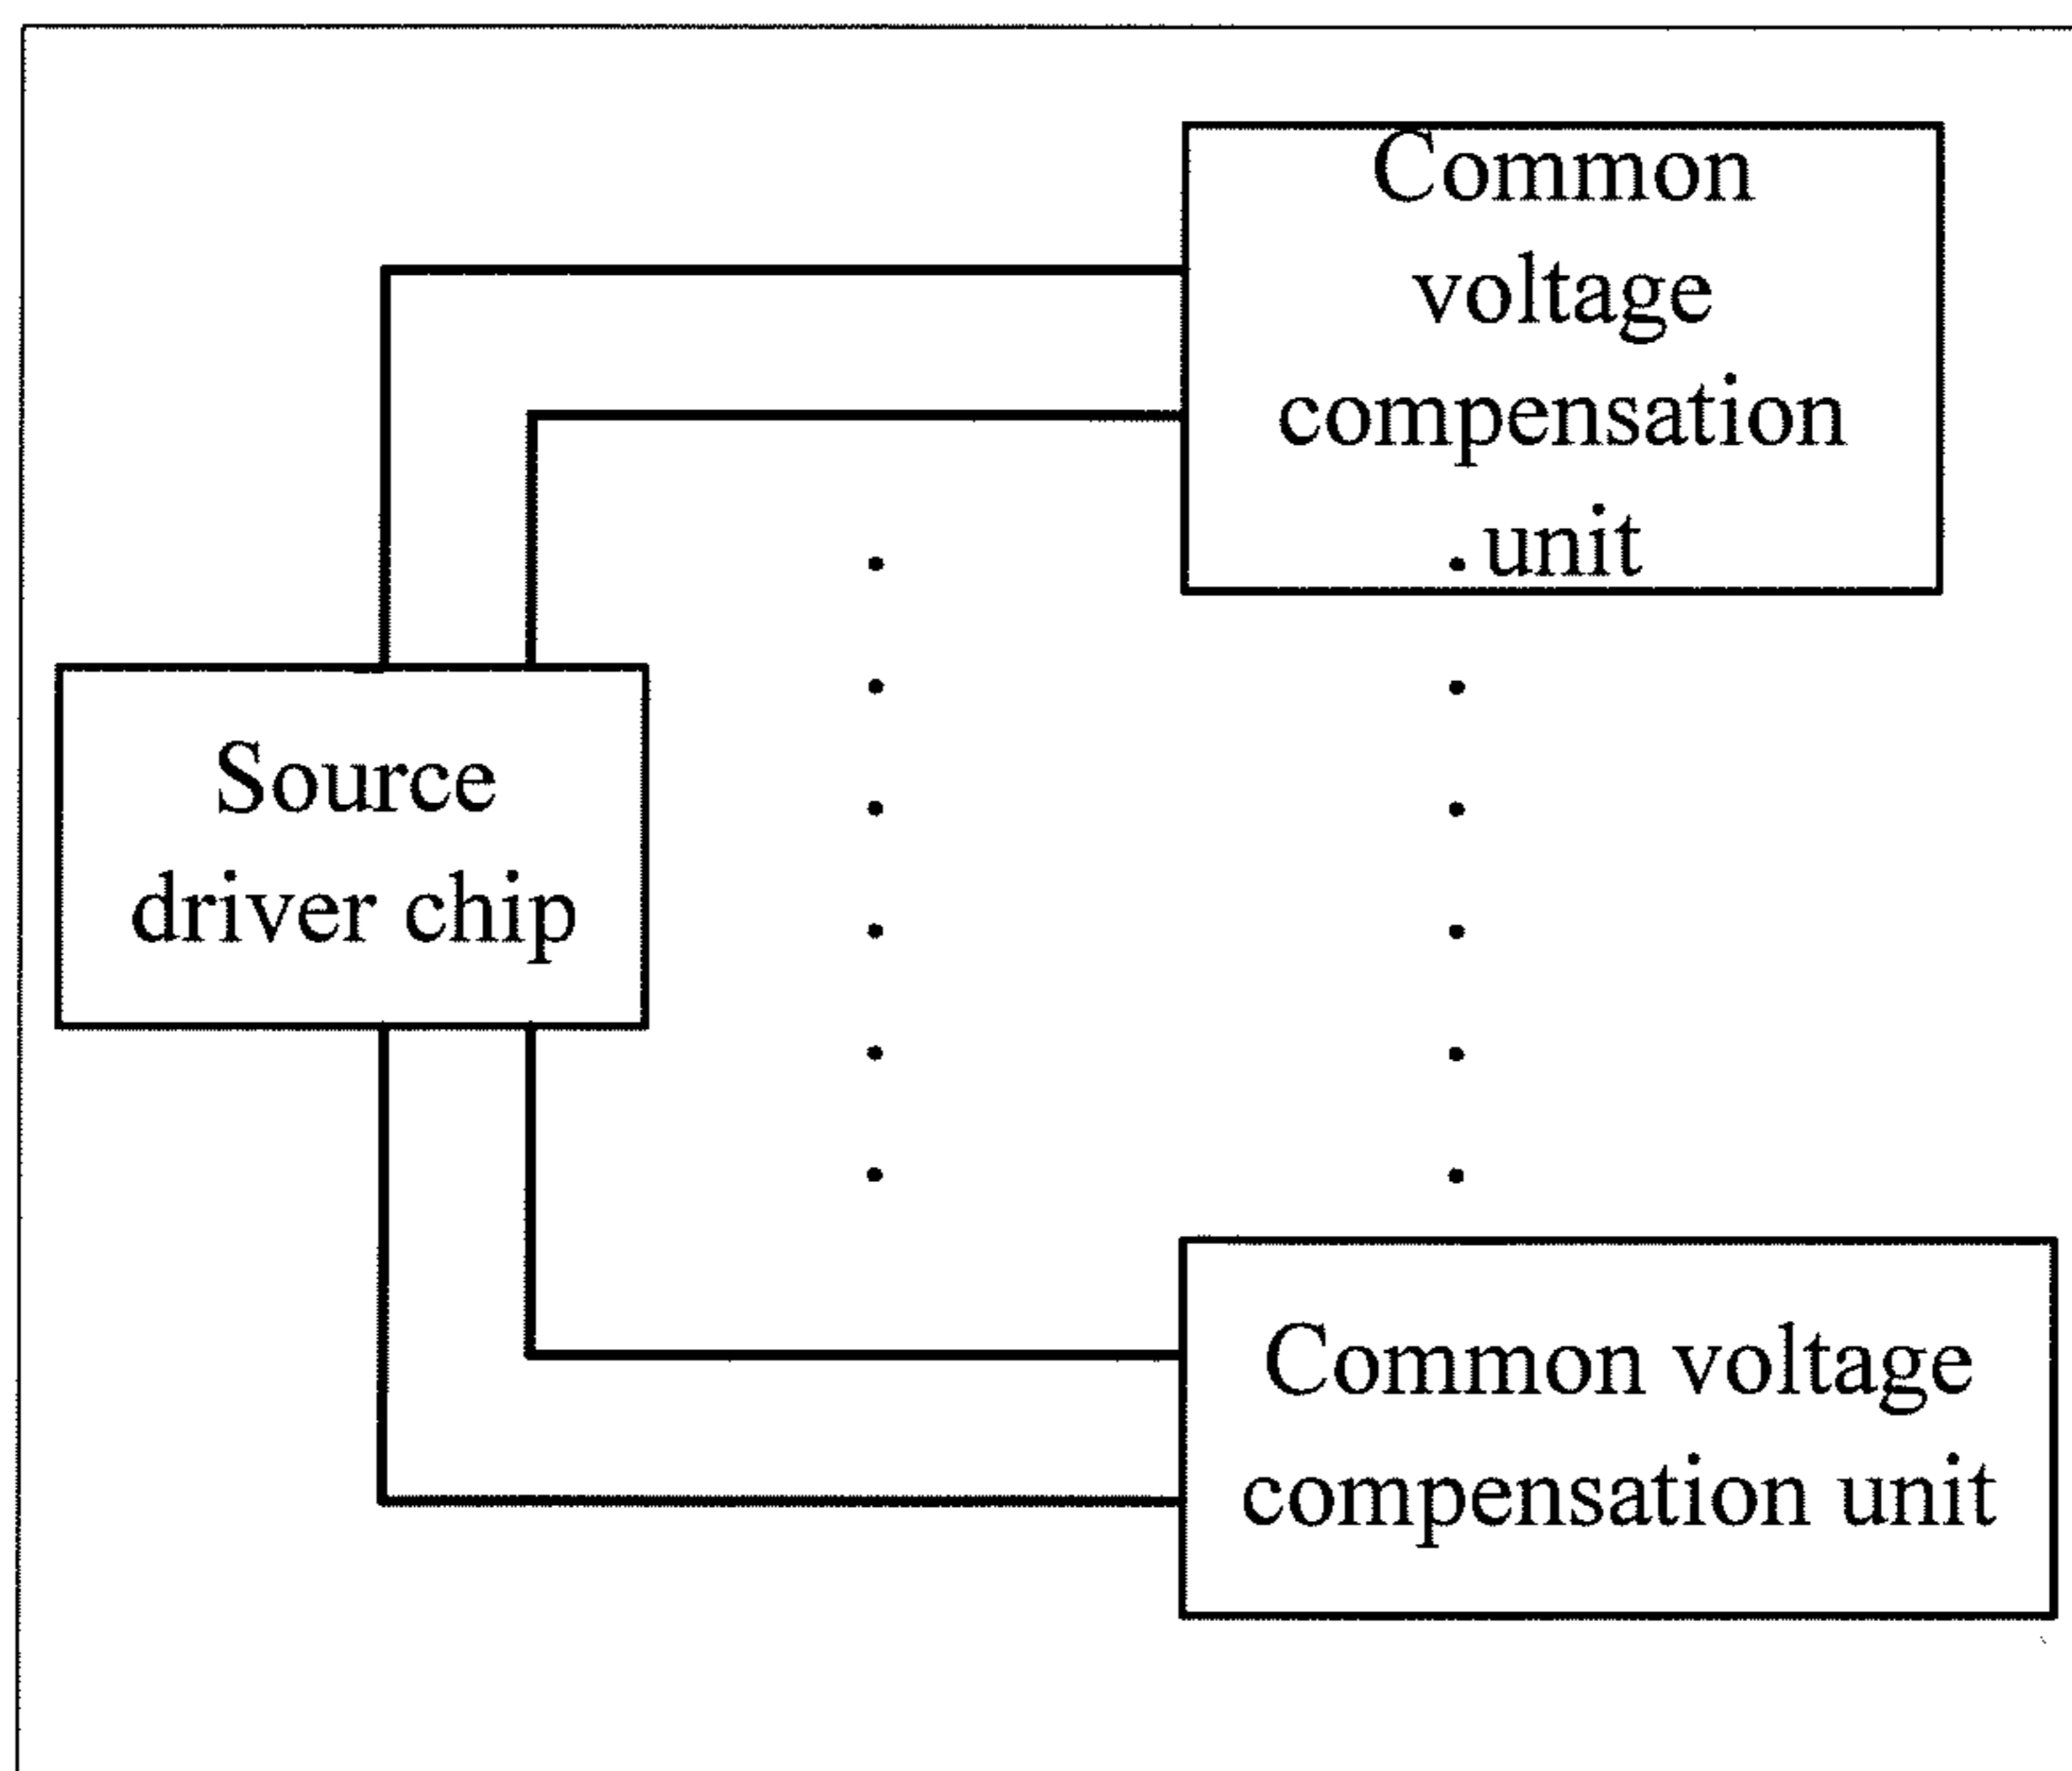 Common
voltage
compensation
unit
Source
driver chip
Common voltage
compensation unit